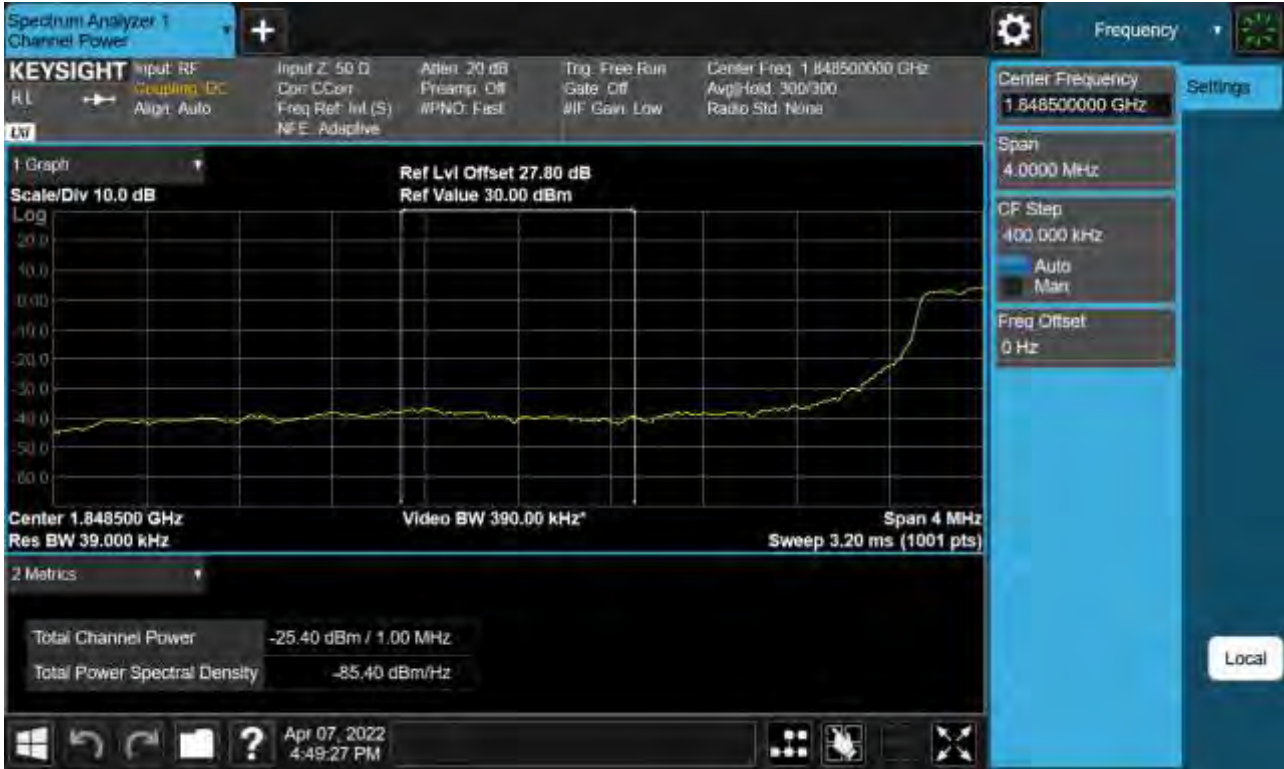 Spectrum Analyzer 1
Channel Power
+
Frequency
KEYSIGHT
RL
LXI
Input: RF
Coupling: DC
Align: Auto
Input Z: 50 Ω
Corr CCorr
Freq Ref: Int (S)
NFE: Adaptive
Atten: 20 dB
Preamp: Off
#PNO: Fast
Trig: Free Run
Gate: Off
#IF Gain: Low
Center Freq: 1.848500000 GHz
Avg|Hold: 300/300
Radio Std: None
Center Frequency
1.848500000 GHz
Settings
Span
4.0000 MHz
CF Step
400.000 kHz
Auto
Man
Freq Offset
0 Hz
1 Graph
Scale/Div 10.0 dB
Ref Lvl Offset 27.80 dB
Ref Value 30.00 dBm
Log
20.0
10.0
0.00
-10.0
-20.0
-30.0
-40.0
-50.0
-60.0
Center 1.848500 GHz
Res BW 39.000 kHz
Video BW 390.00 kHz*
Span 4 MHz
Sweep 3.20 ms (1001 pts)
2 Metrics
Total Channel Power -25.40 dBm / 1.00 MHz
Total Power Spectral Density -85.40 dBm/Hz
Local
?
Apr 07, 2022
4:49:27 PM